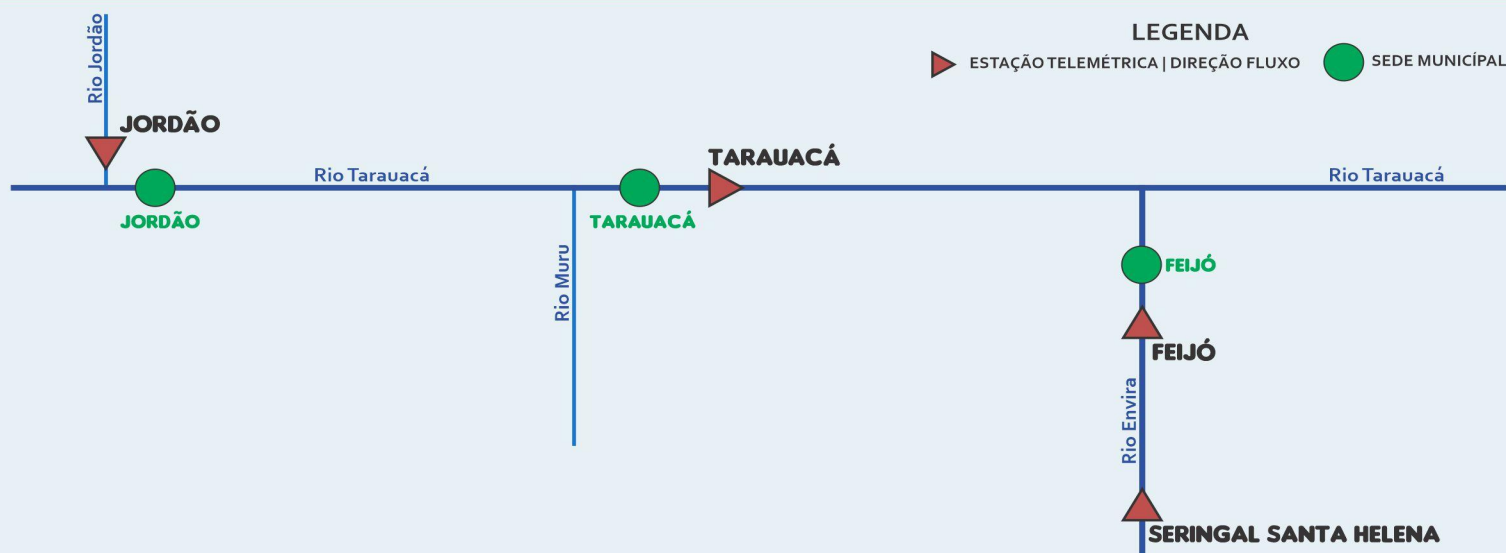 LEGENDA
ESTAÇÃO TELEMÉTRICA | DIREÇÃO FLUXO
SEDE MUNICÍPAL
Rio Jordão
JORDÃO
Rio Tarauacá
TARAUACÁ
Rio Tarauacá
JORDÃO
TARAUACÁ
Rio Muru
FEIJÓ
FEIJÓ
Rio Envira
SERINGAL SANTA HELENA